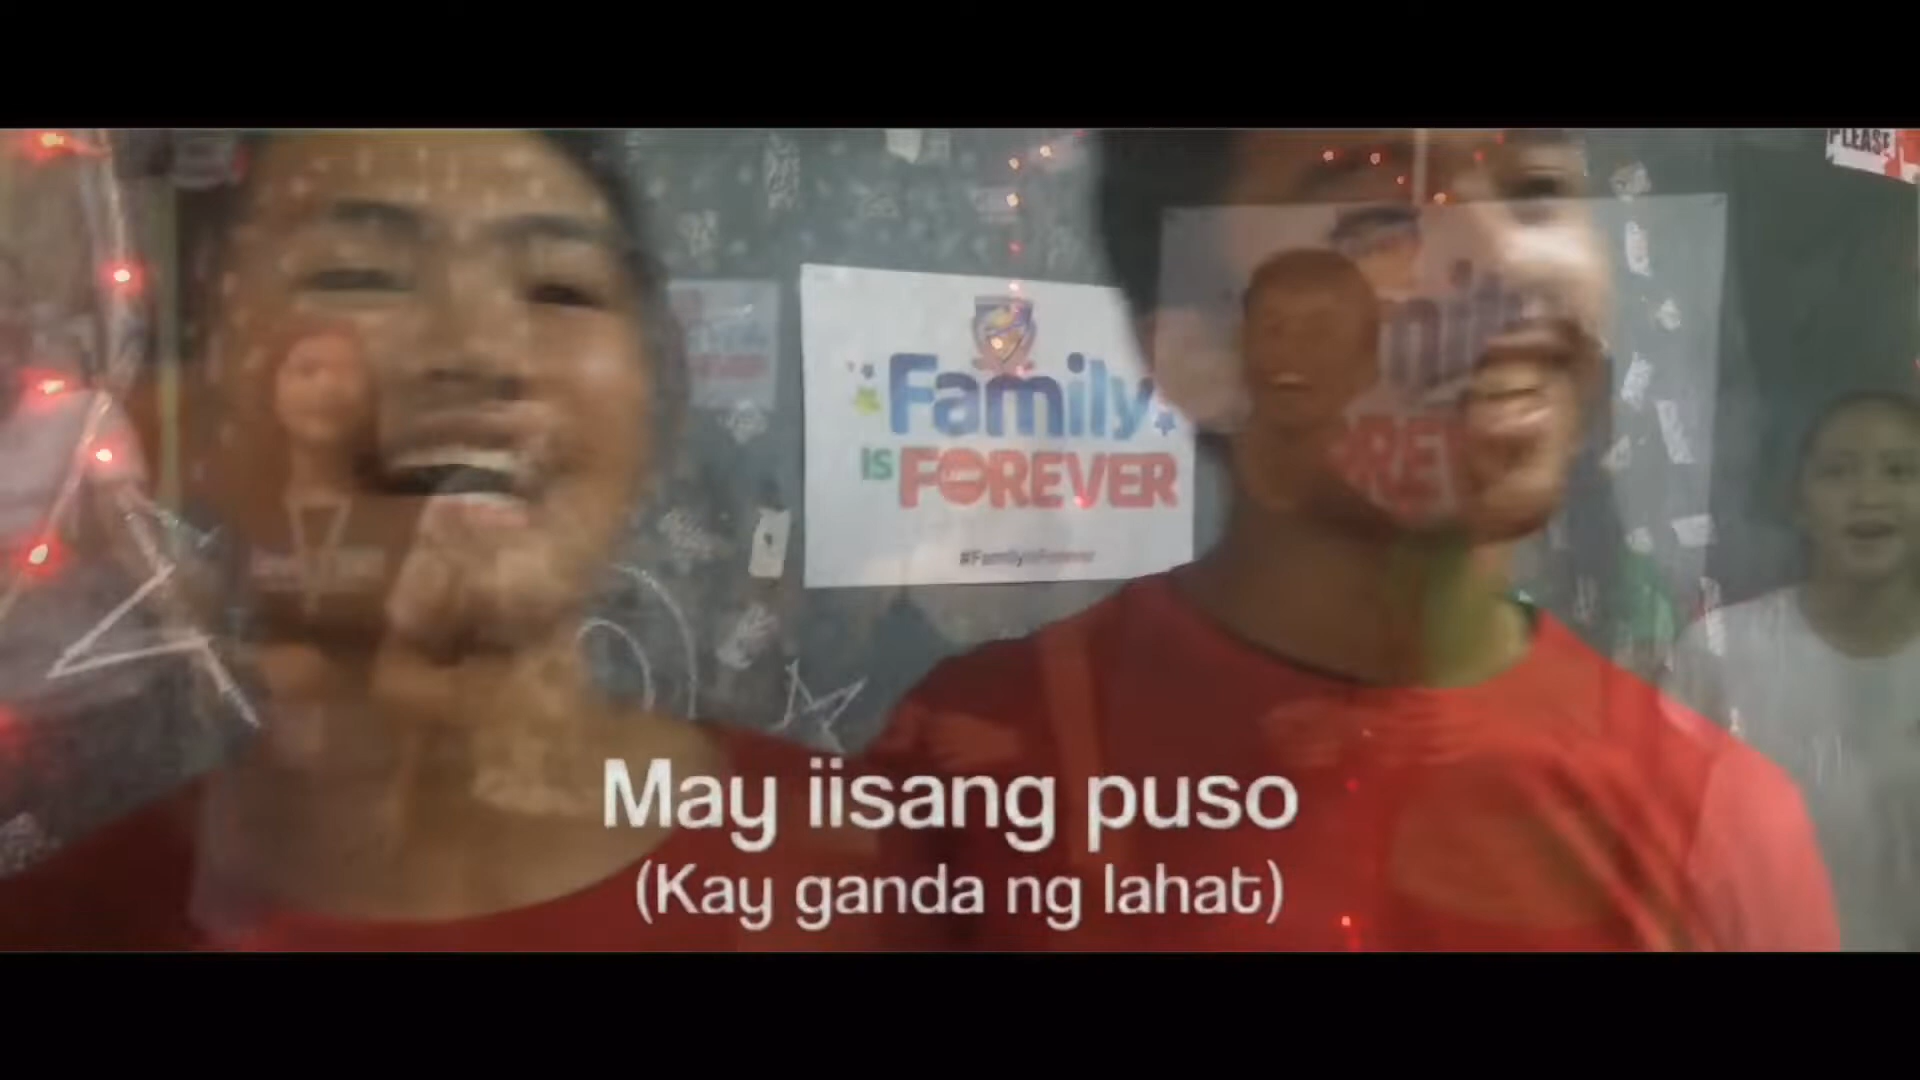 PLEASE
Family
IS FOREVER
#FamilyIsForever
May iisang puso
(Kay ganda ng lahat)